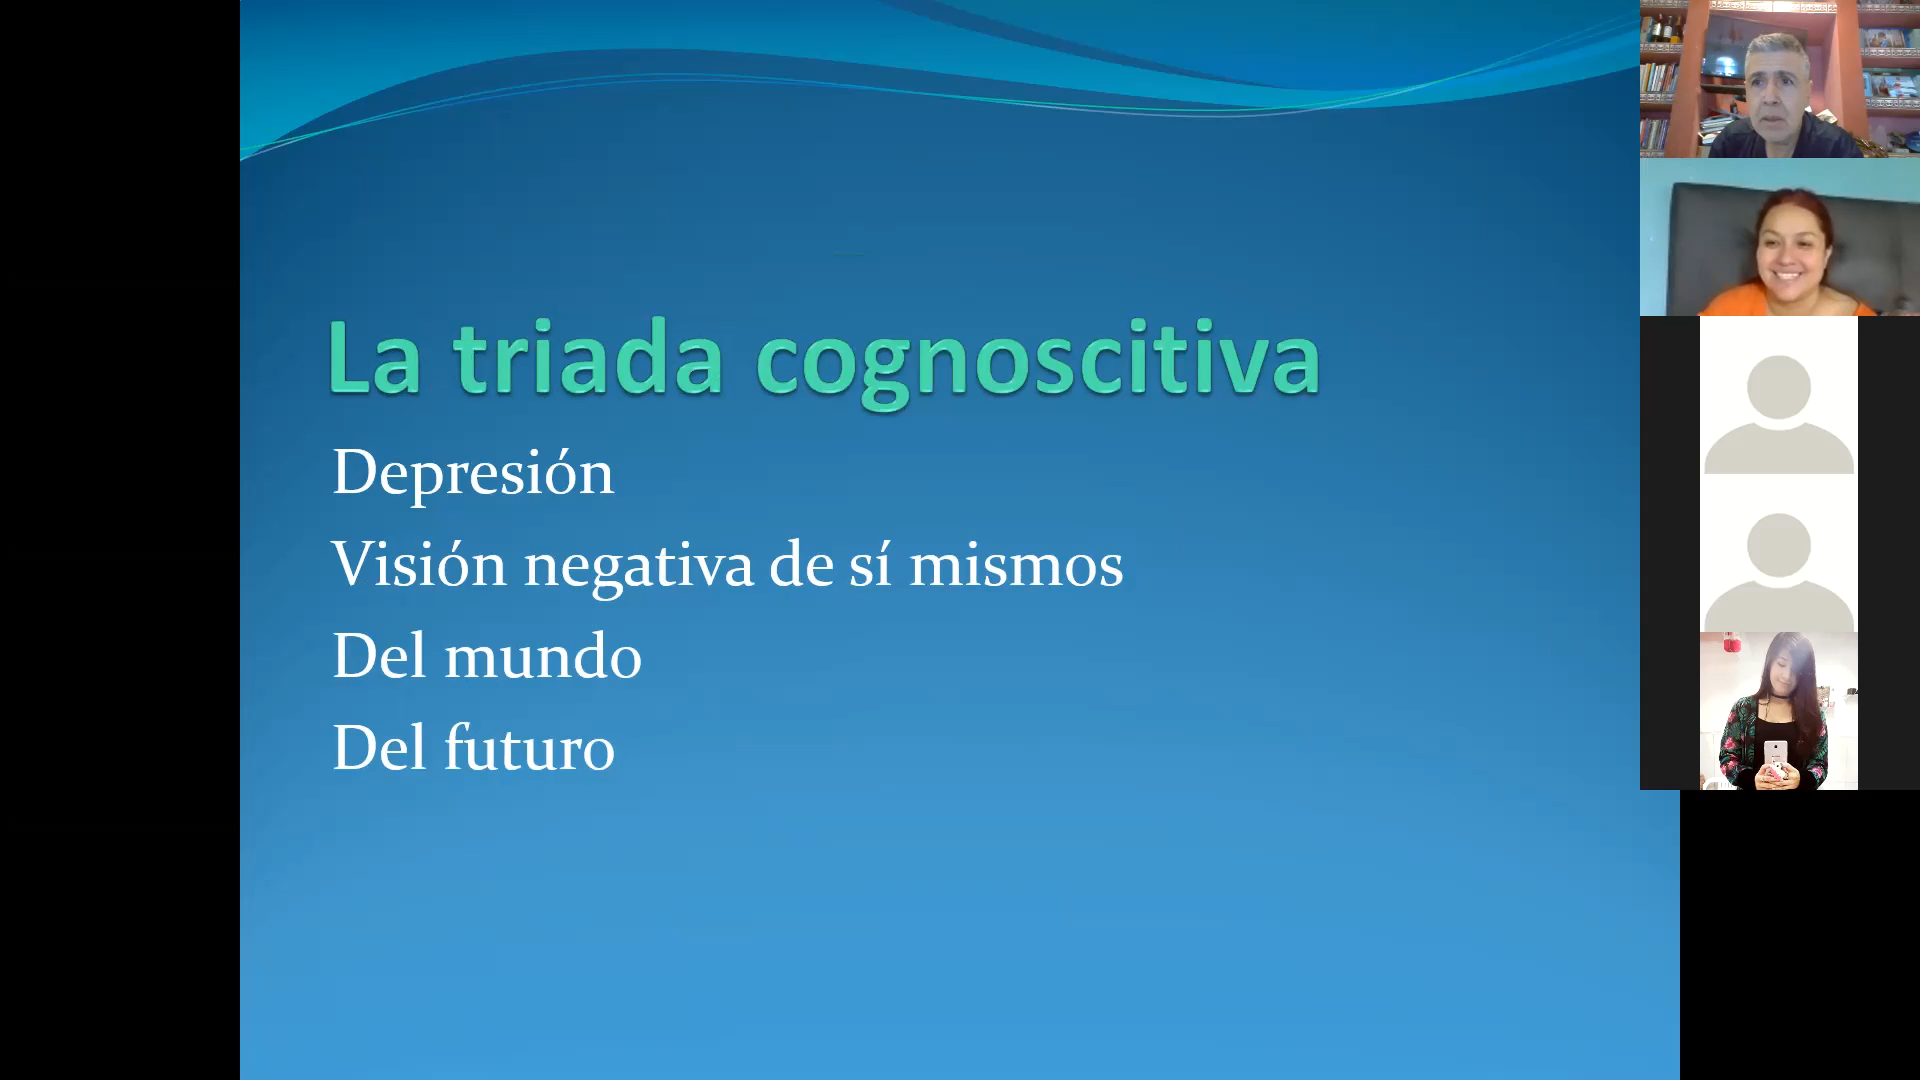 La triada cognoscitiva
Depresión
Visión negativa de sí mismos
Del mundo
Del futuro